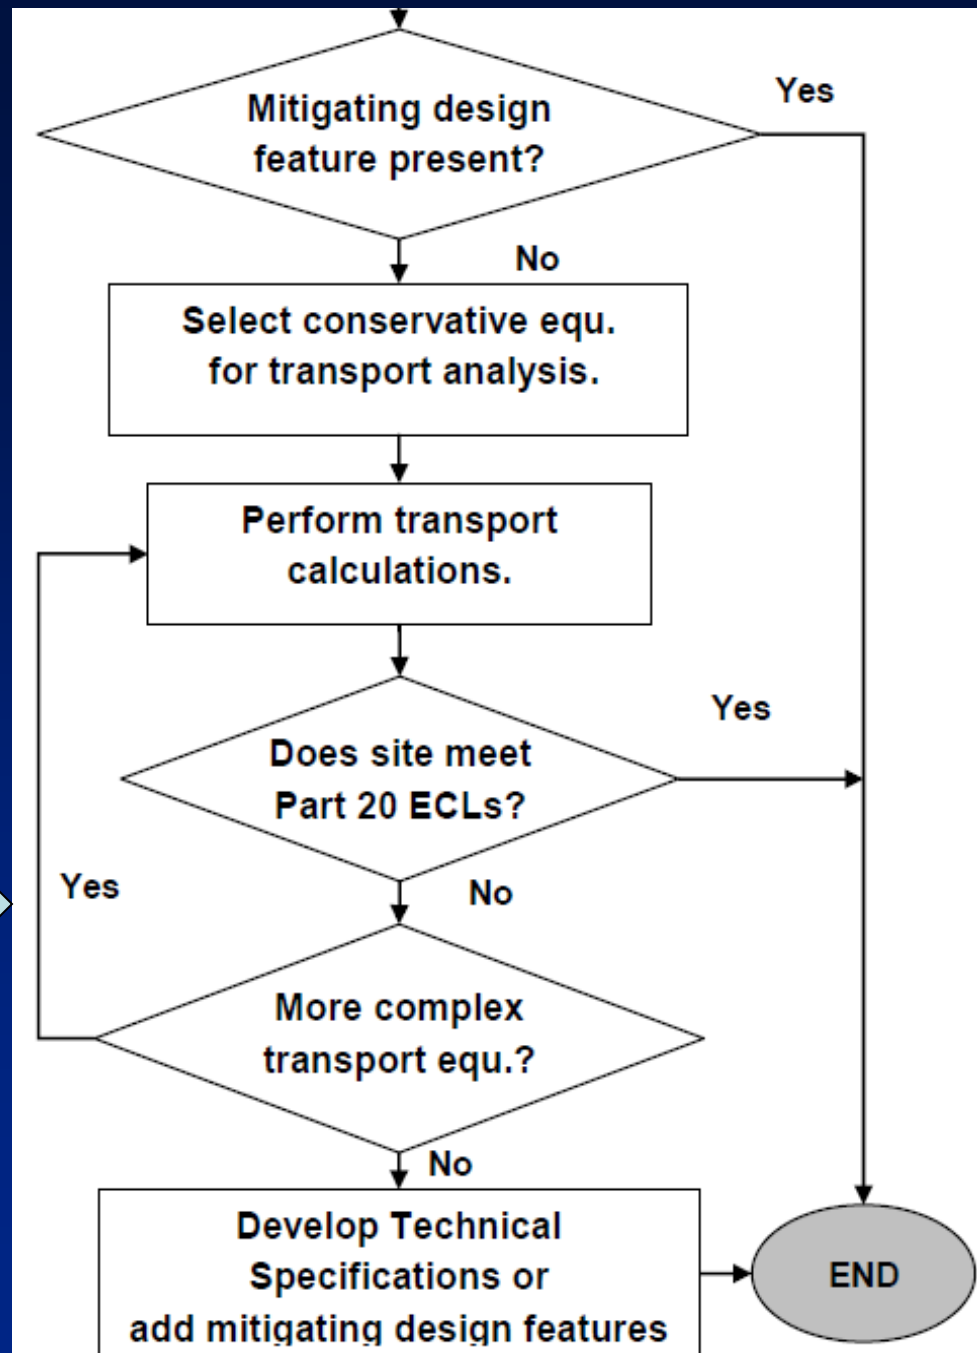 Mitigating design
feature present?
Yes
No
Select conservative equ.
for transport analysis.
Perform transport
calculations.
Does site meet
Part 20 ECLs?
Yes
No
Yes
More complex
transport equ.?
No
Develop Technical
Specifications or
add mitigating design features
END